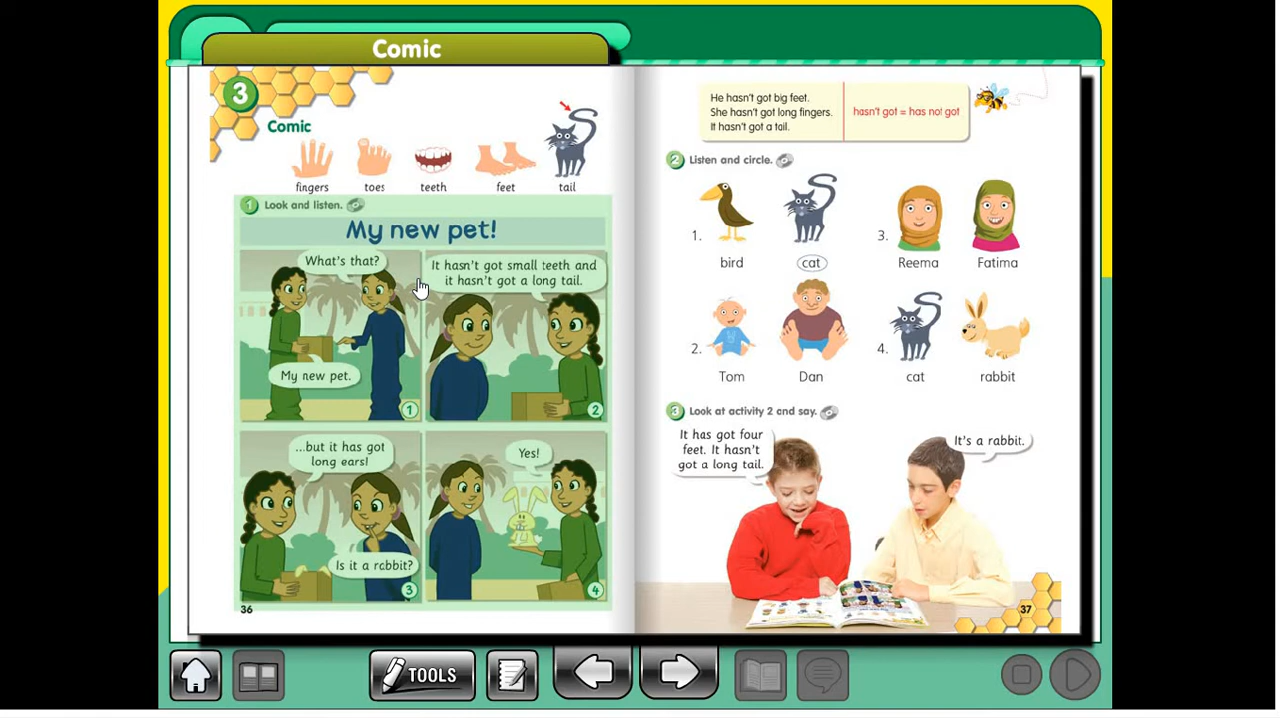 Comic
3
Comic
fingers
toes
teeth
feet
tail
1 Look and listen.
My new pet!
What's that?
My new pet.
1
It hasn't got small teeth and
it hasn't got a long tail.
2
...but it has got
long ears!
Is it a rabbit?
3
Yes!
4
36
He hasn't got big feet.
She hasn't got long fingers.
It hasn't got a tail.
hasn't got = has not got
2 Listen and circle.
1.
bird
cat
2.
Tom
Dan
3.
Reema
Fatima
4.
cat
rabbit
3 Look at activity 2 and say.
It has got four
feet. It hasn't
got a long tail.
It's a rabbit.
37
TOOLS